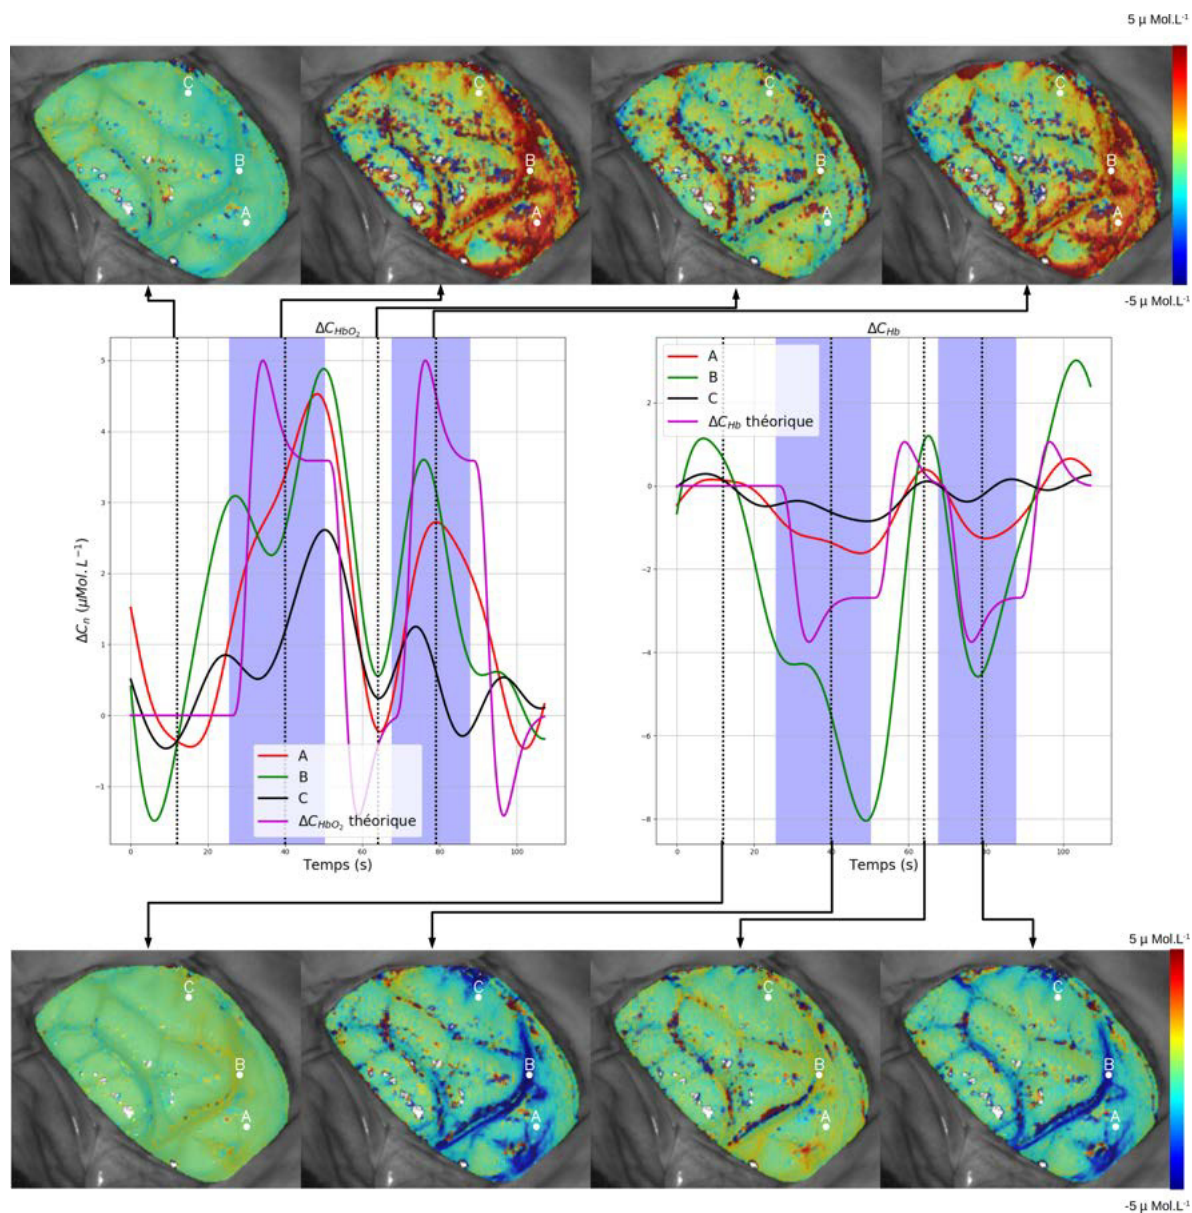 5 µ Mol.L-1
C
B
A
C
B
A
C
B
A
C
B
A
-5 µ Mol.L-1
ΔC_HbO2
ΔC_Hb
5
4
3
2
1
0
−1
ΔC_n (µMol. L^−1)
A
B
C
ΔC_HbO2 théorique
0
20
40
60
80
100
Temps (s)
A
B
C
ΔC_Hb théorique
2
0
−2
−4
−6
−8
0
20
40
60
80
100
Temps (s)
5 µ Mol.L-1
C
B
A
C
B
A
C
B
A
C
B
A
-5 µ Mol.L-1